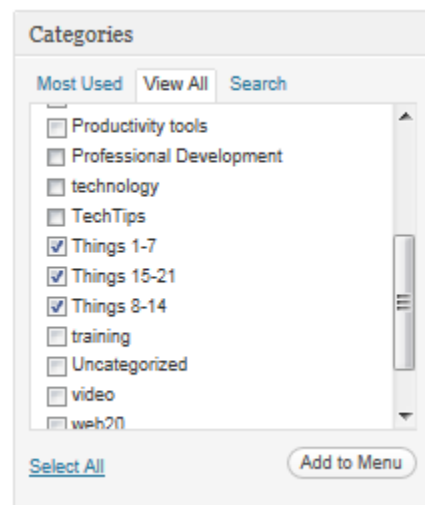 Categories
Most Used View All Search
Productivity tools
Professional Development
technology
TechTips
Things 1-7
Things 15-21
Things 8-14
training
Uncategorized
video
web20
Select All Add to Menu